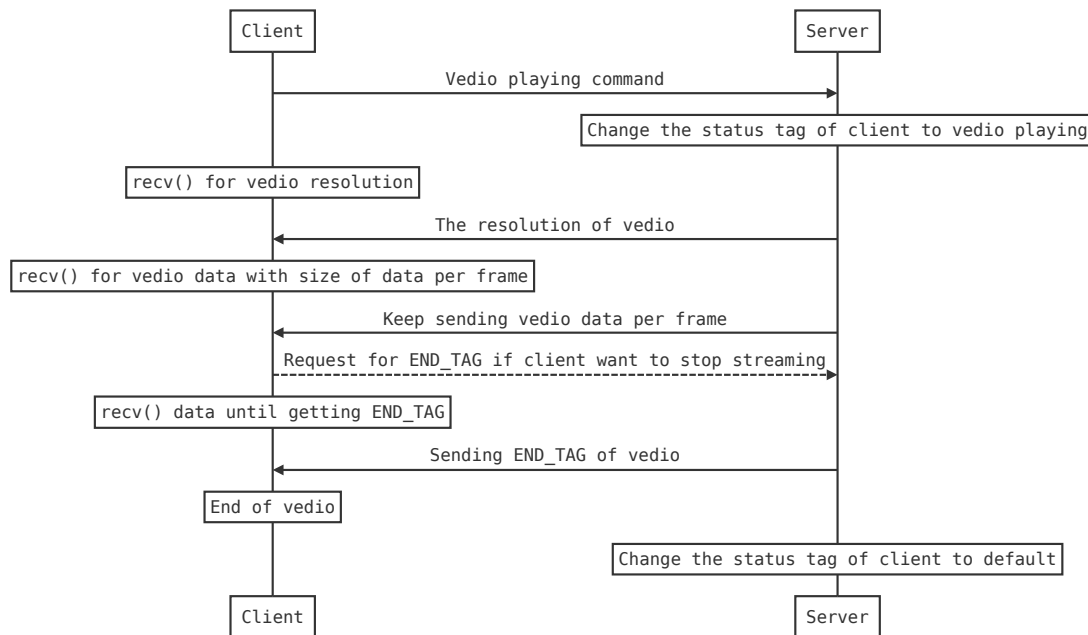 Client
Server
Vedio playing command
Change the status tag of client to vedio playing
recv() for vedio resolution
The resolution of vedio
recv() for vedio data with size of data per frame
Keep sending vedio data per frame
Request for END_TAG if client want to stop streaming
recv() data until getting END_TAG
Sending END_TAG of vedio
End of vedio
Change the status tag of client to default
Client
Server